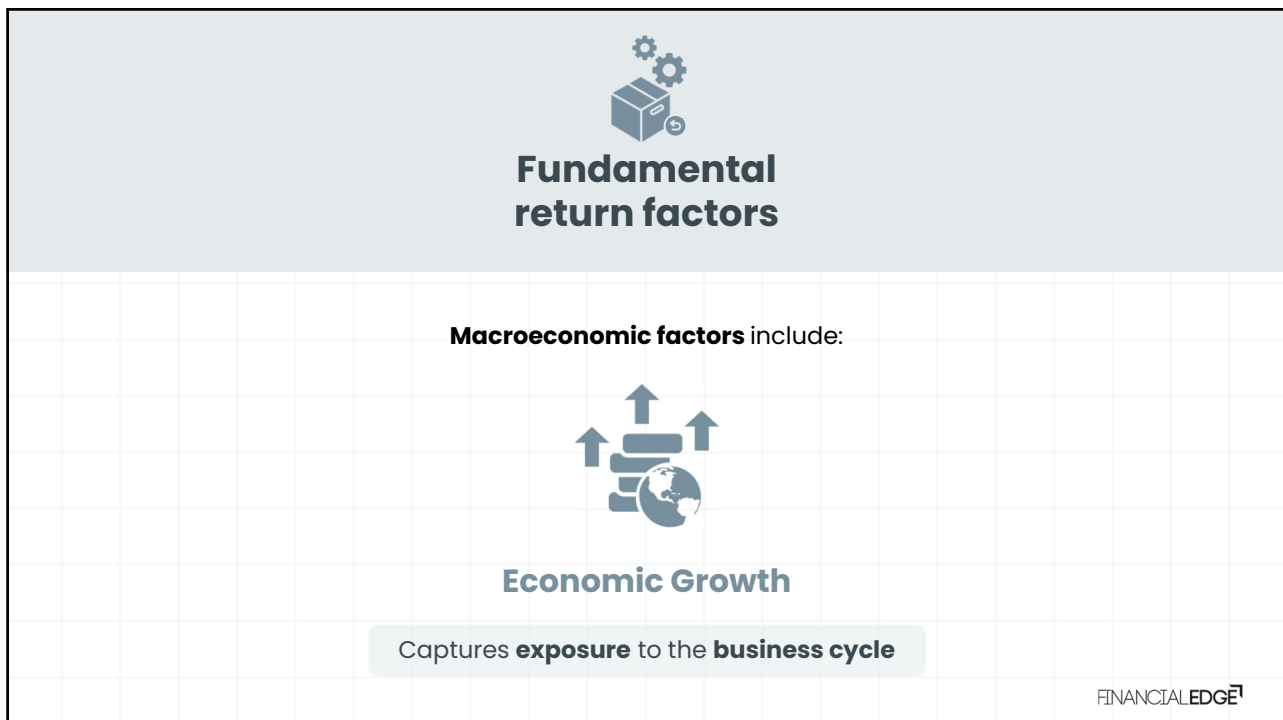 Fundamental
return factors
Macroeconomic factors include:
Economic Growth
Captures exposure to the business cycle
FINANCIALEDGE